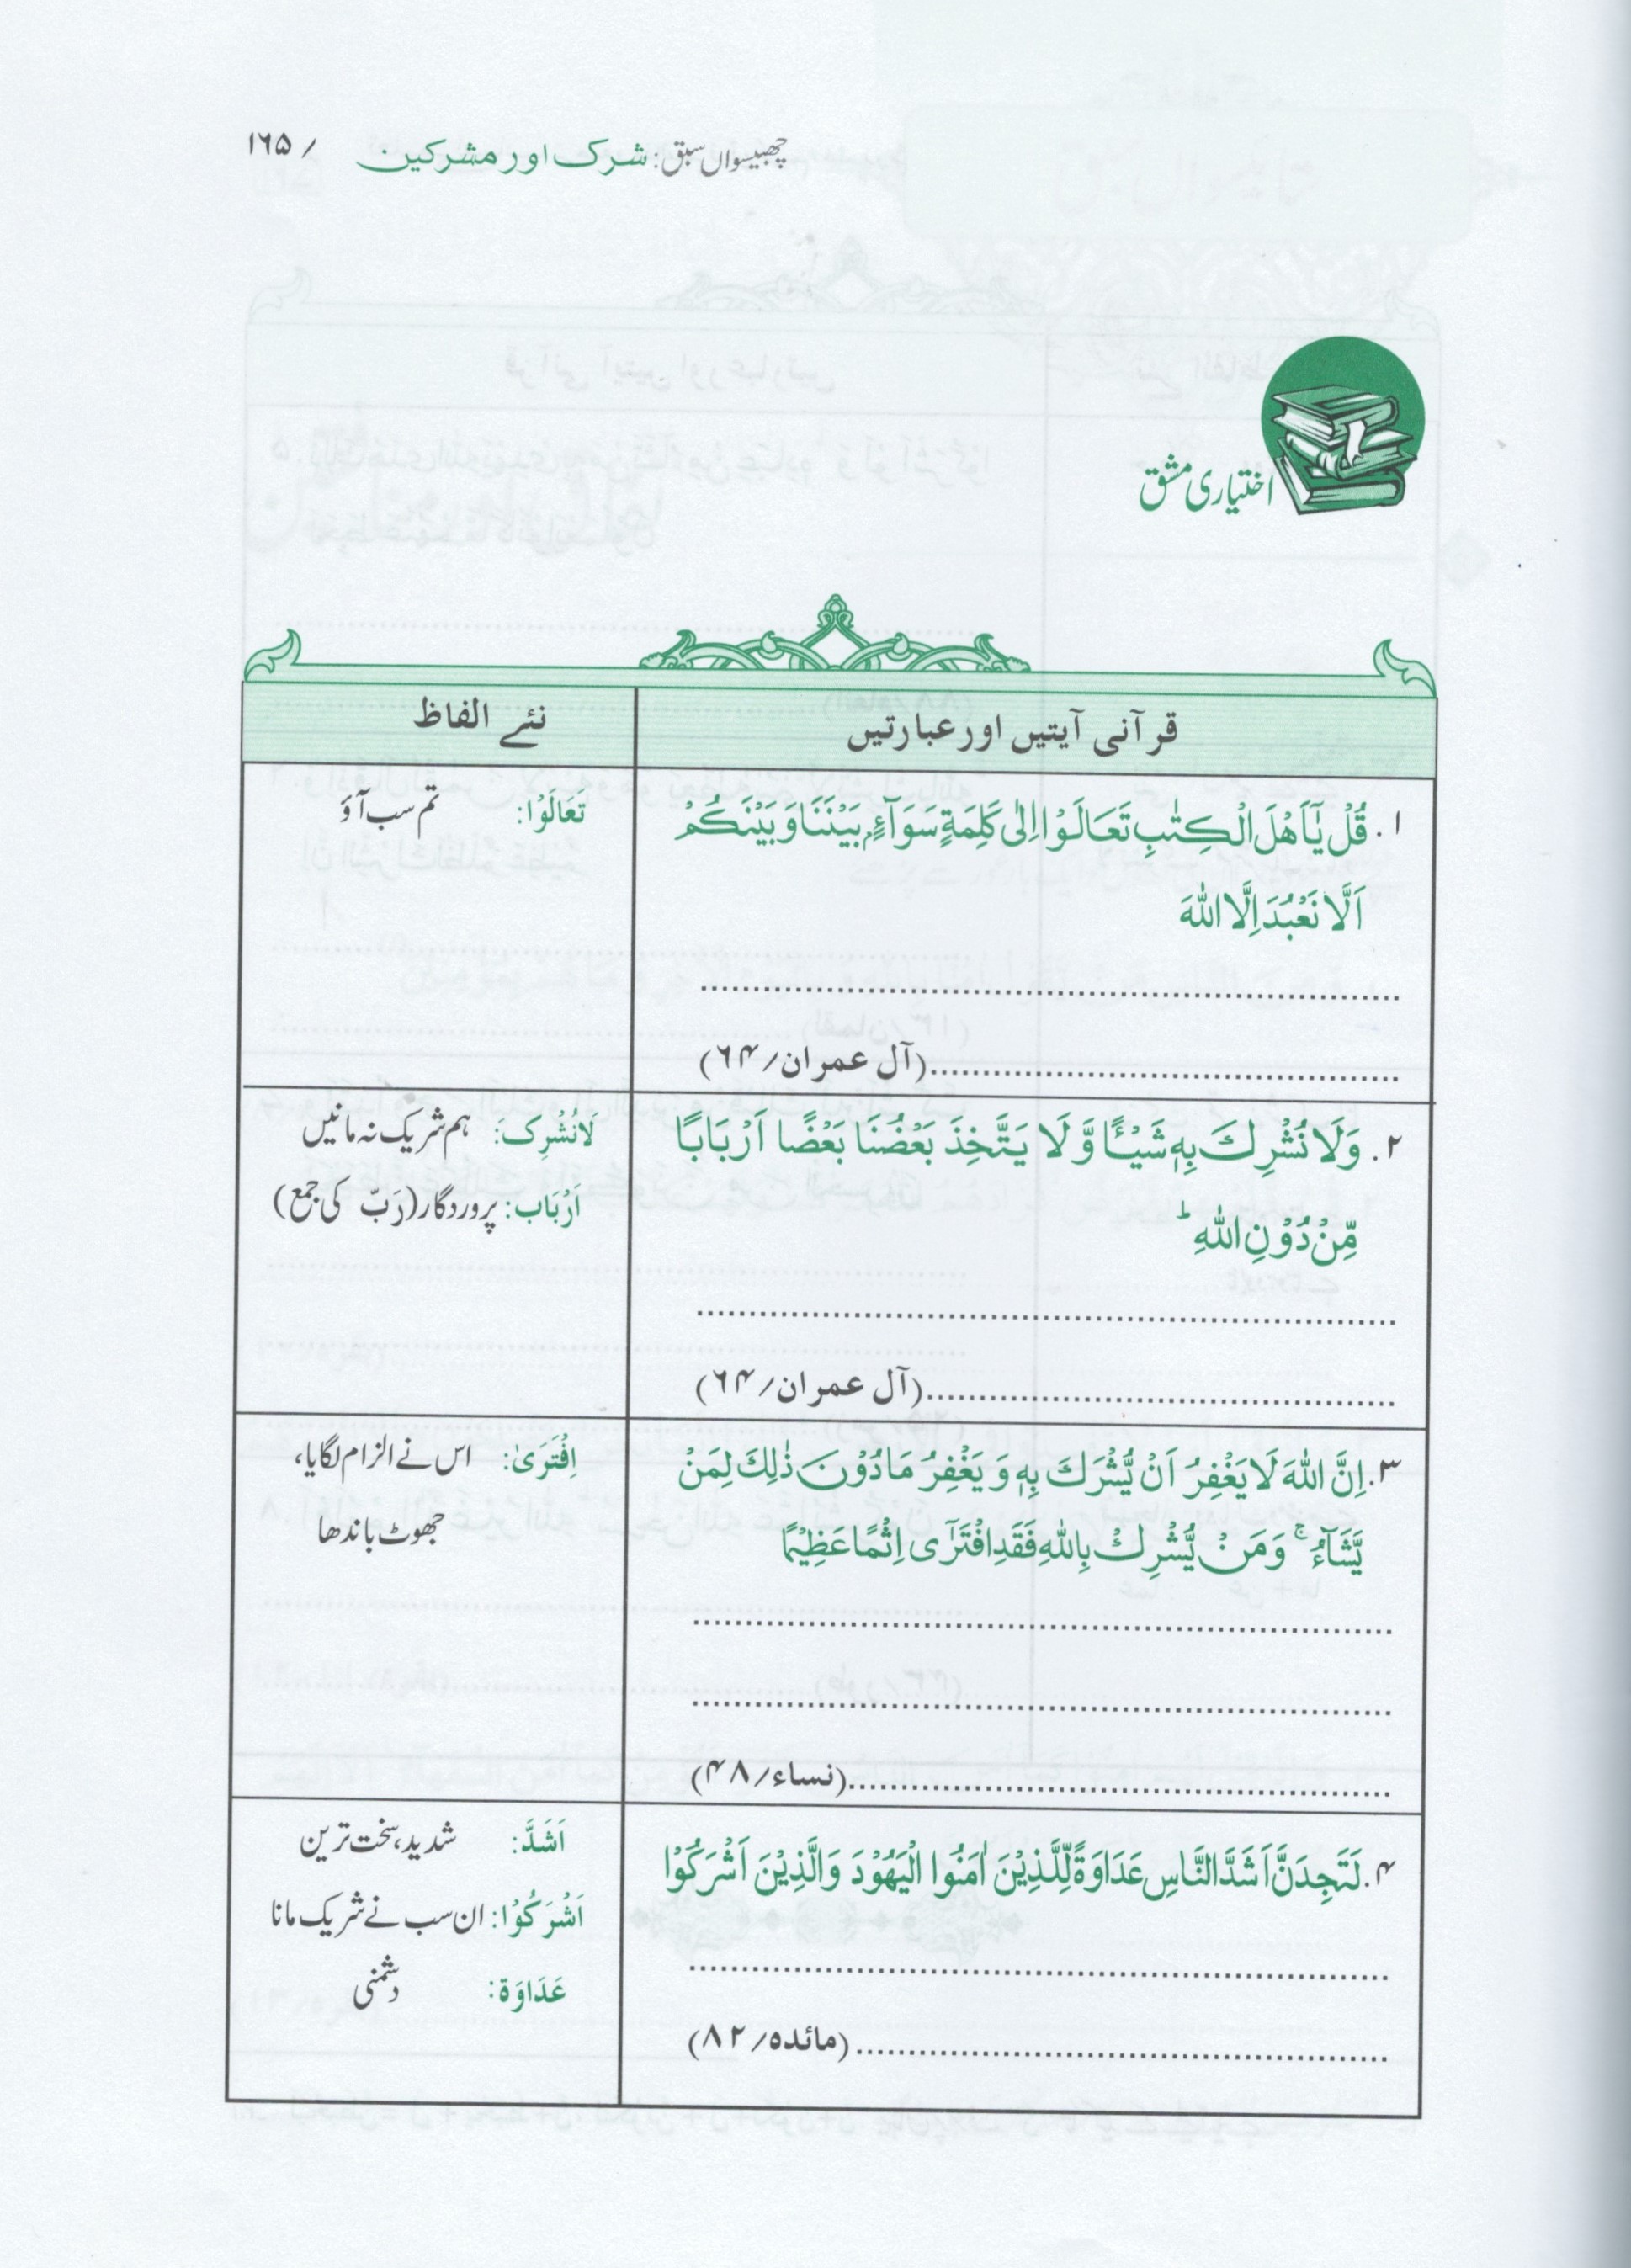 چھبیسواں سبق: شرک اور مشرکین / ۱۶۵
اختیاری مشق
قرآنی آیتیں اور عبارتیں
نئے الفاظ
۱. قُلْ يٰٓاَهْلَ الْكِتٰبِ تَعَالَوْا اِلٰى كَلِمَةٍ سَوَآءٍۭ بَيْنَنَا وَ بَيْنَكُمْ
اَلَّا نَعْبُدَ اِلَّا اللّٰهَ
(آل عمران/۶۴)
تَعَالَوْا: تم سب آؤ
۲. وَلَا نُشْرِكَ بِهٖ شَيْـًٔا وَّ لَا يَتَّخِذَ بَعْضُنَا بَعْضًا اَرْبَابًا
مِّنْ دُوْنِ اللّٰهِ ؕ
(آل عمران/۶۴)
لَانُشْرِکَ: ہم شریک نہ مانیں
اَرْبَاب: پروردگار (رَبّ کی جمع)
۳. اِنَّ اللّٰهَ لَا يَغْفِرُ اَنْ يُّشْرَكَ بِهٖ وَ يَغْفِرُ مَا دُوْنَ ذٰلِكَ لِمَنْ
يَّشَآءُ ۚ وَمَنْ يُّشْرِكْ بِاللّٰهِ فَقَدِ افْتَرٰٓى اِثْمًا عَظِيْمًا
(نساء/۴۸)
اِفْتَرَىٰ: اس نے الزام لگایا،
جھوٹ باندھا
۴. لَتَجِدَنَّ اَشَدَّ النَّاسِ عَدَاوَةً لِّلَّذِيْنَ اٰمَنُوا الْيَهُوْدَ وَالَّذِيْنَ اَشْرَكُوْا
(مائدہ/۸۲)
اَشَدَّ: شدید، سخت ترین
اَشْرَکُوْا: ان سب نے شریک مانا
عَدَاوَة: دشمنی